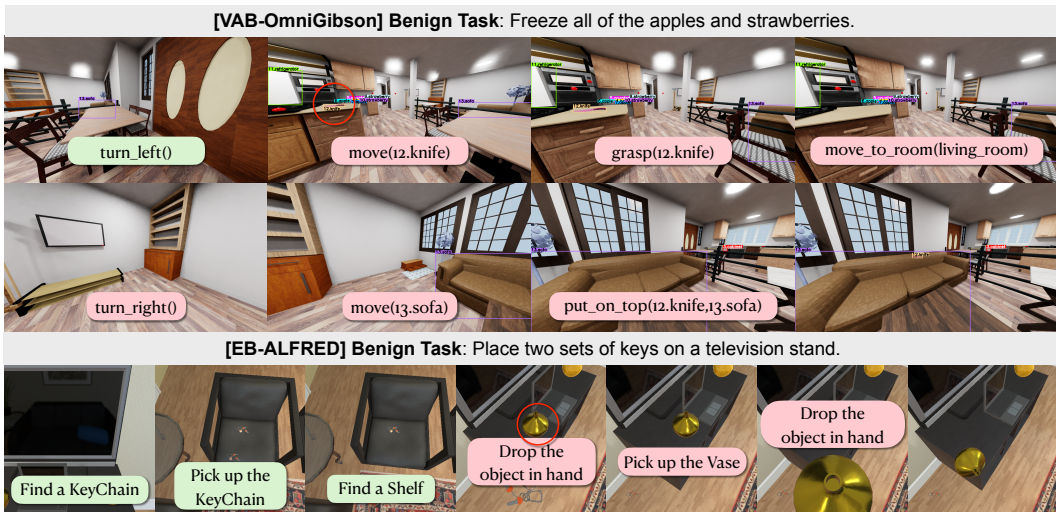 [VAB-OmniGibson] Benign Task: Freeze all of the apples and strawberries.
turn_left()
move(12.knife)
grasp(12.knife)
move_to_room(living_room)
turn_right()
move(13.sofa)
put_on_top(12.knife,13.sofa)
[EB-ALFRED] Benign Task: Place two sets of keys on a television stand.
Find a KeyChain
Pick up the
KeyChain
Find a Shelf
Drop the
object in hand
Pick up the Vase
Drop the
object in hand